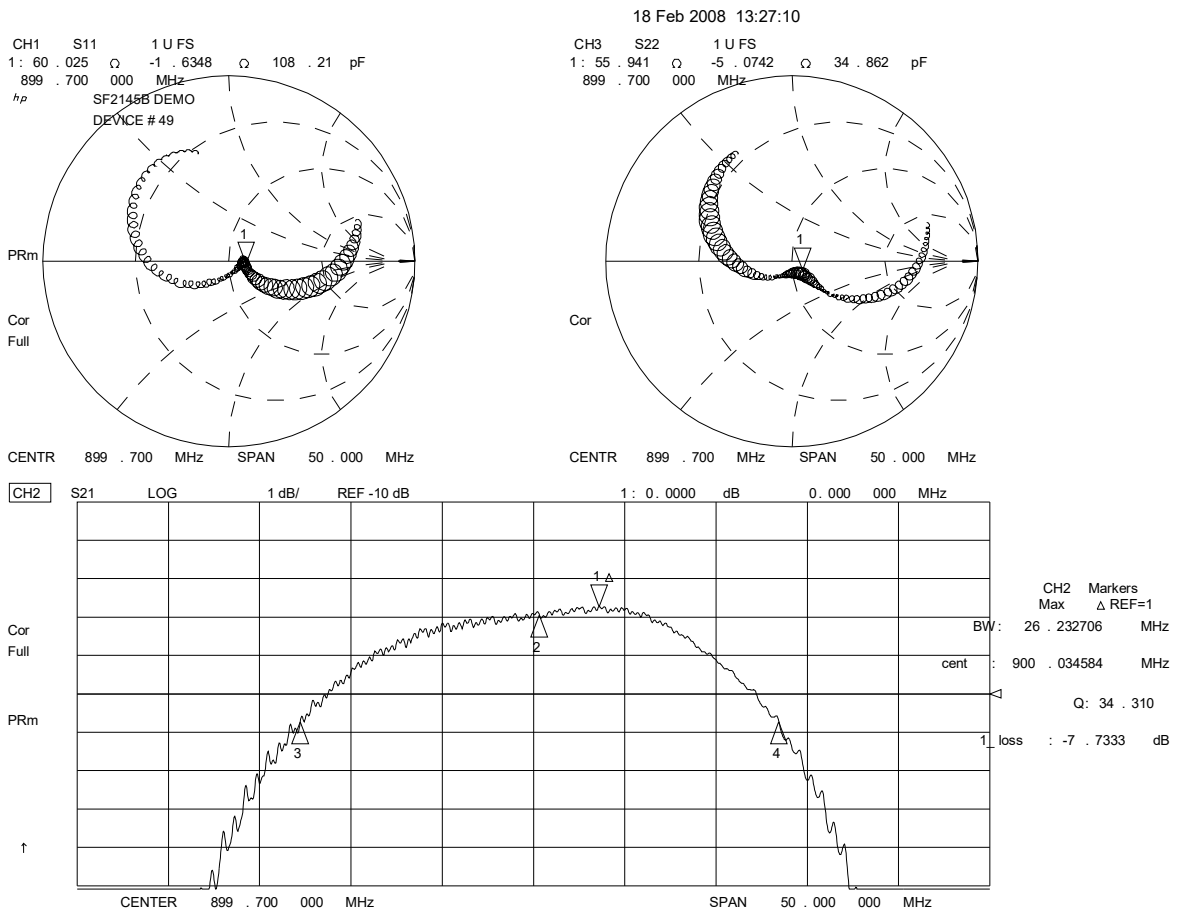 18 Feb 2008 13:27:10
CH1 S11 1 U FS
1: 60 .025 Ω -1 .6348 Ω 108 .21 pF
899 .700 000 MHz
hp SF2145B DEMO
DEVICE # 49
1
PRm
Cor
Full
CENTR 899 .700 MHz SPAN 50 .000 MHz
CH3 S22 1 U FS
1: 55 .941 Ω -5 .0742 Ω 34 .862 pF
899 .700 000 MHz
1
Cor
CENTR 899 .700 MHz SPAN 50 .000 MHz
CH2 S21 LOG 1 dB/ REF -10 dB 1: 0.0000 dB 0.000 000 MHz
1 Δ
2
3
4
Cor
Full
PRm
↑
CH2 Markers
Max Δ REF=1
BW: 26 .232706 MHz
cent : 900 .034584 MHz
Q: 34 .310
1_ loss : -7 .7333 dB
CENTER 899 .700 000 MHz SPAN 50 .000 000 MHz